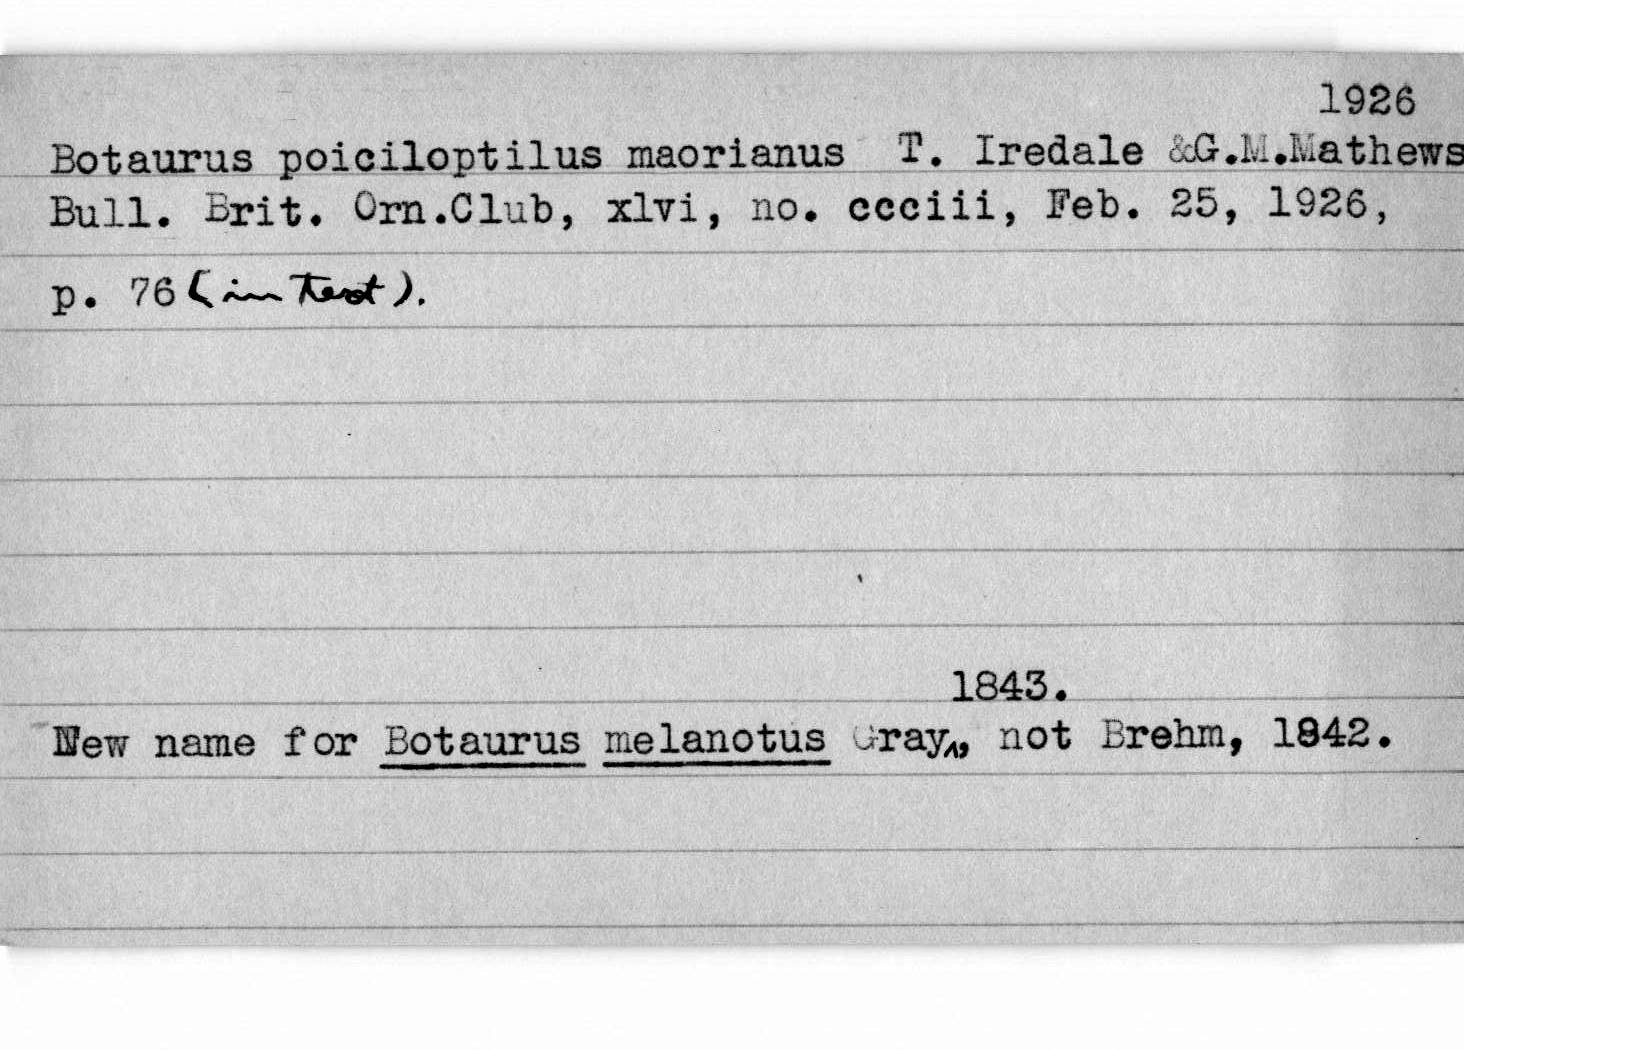 1926
Botaurus poiciloptilus maorianus T. Iredale &G.M.Mathews
Bull. Brit. Orn.Club, xlvi, no. ccciii, Feb. 25, 1926,
p. 76 (in text).
1843.
New name for Botaurus melanotus Gray^, not Brehm, 1842.